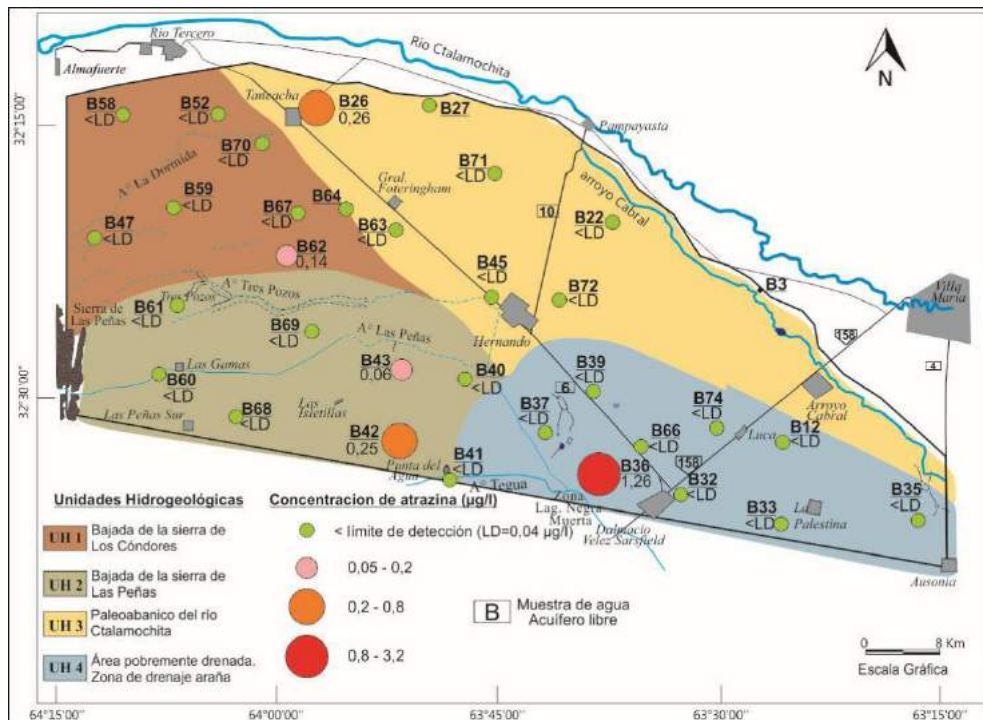 Río Tercero
Almafuerte
Río Ctalamochita
N
Tancacha
B26
0,26
B27
B58
<LD
B52
<LD
B70
<LD
Pampayasta
32°15'00"
A° La Dormida
B71
<LD
Gral.
Foteringham
arroyo Cabral
B59
<LD
B67
<LD
B64
B63
<LD
10
B22
<LD
B47
<LD
B62
0,14
B45
<LD
B72
<LD
B3
Villa
María
A° Tres Pozos
Tres Pozos
B61
<LD
Sierra de
Las Peñas
B69
<LD
A° Las Peñas
Hernando
158
4
Las Gamas
B43
0,06
B40
<LD
B39
<LD
6
B60
<LD
Arroyo
Cabral
32°30'00"
Las Peñas Sur
B68
<LD
Las
Isletillas
B37
<LD
B74
<LD
Luca
B12
<LD
B42
0,25
B66
<LD
158
Punta del
Agua
B41
<LD
A° Tegua
B36
1,26
Zona
Lag. Negra
Muerta
B32
<LD
Dalmacio
Velez Sarsfield
B33
<LD
La
Palestina
B35
<LD
Ausonia
Unidades Hidrogeológicas
UH 1 Bajada de la sierra de
Los Cóndores
UH 2 Bajada de la sierra de
Las Peñas
UH 3 Paleoabanico del río
Ctalamochita
UH 4 Área pobremente drenada.
Zona de drenaje araña
Concentracion de atrazina (µg/l)
< límite de detección (LD=0,04 µg/l)
0,05 - 0,2
0,2 - 0,8
0,8 - 3,2
B Muestra de agua
Acuífero libre
0 8 Km
Escala Gráfica
64°15'00" 64°00'00" 63°45'00" 63°30'00" 63°15'00"